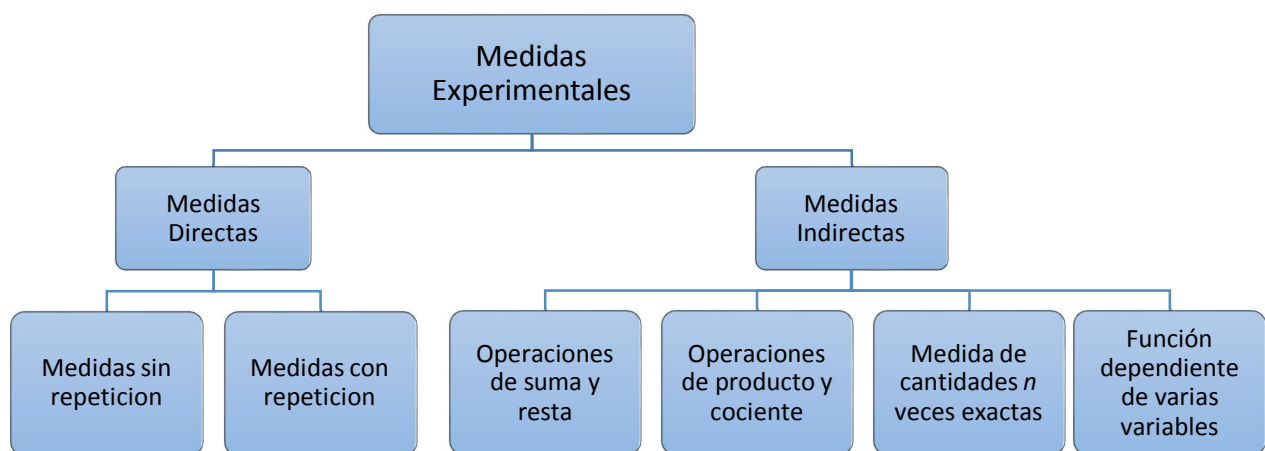 Medidas
Experimentales
Medidas
Directas
Medidas
Indirectas
Medidas sin
repeticion
Medidas con
repeticion
Operaciones
de suma y
resta
Operaciones
de producto y
cociente
Medida de
cantidades n
veces exactas
Función
dependiente
de varias
variables